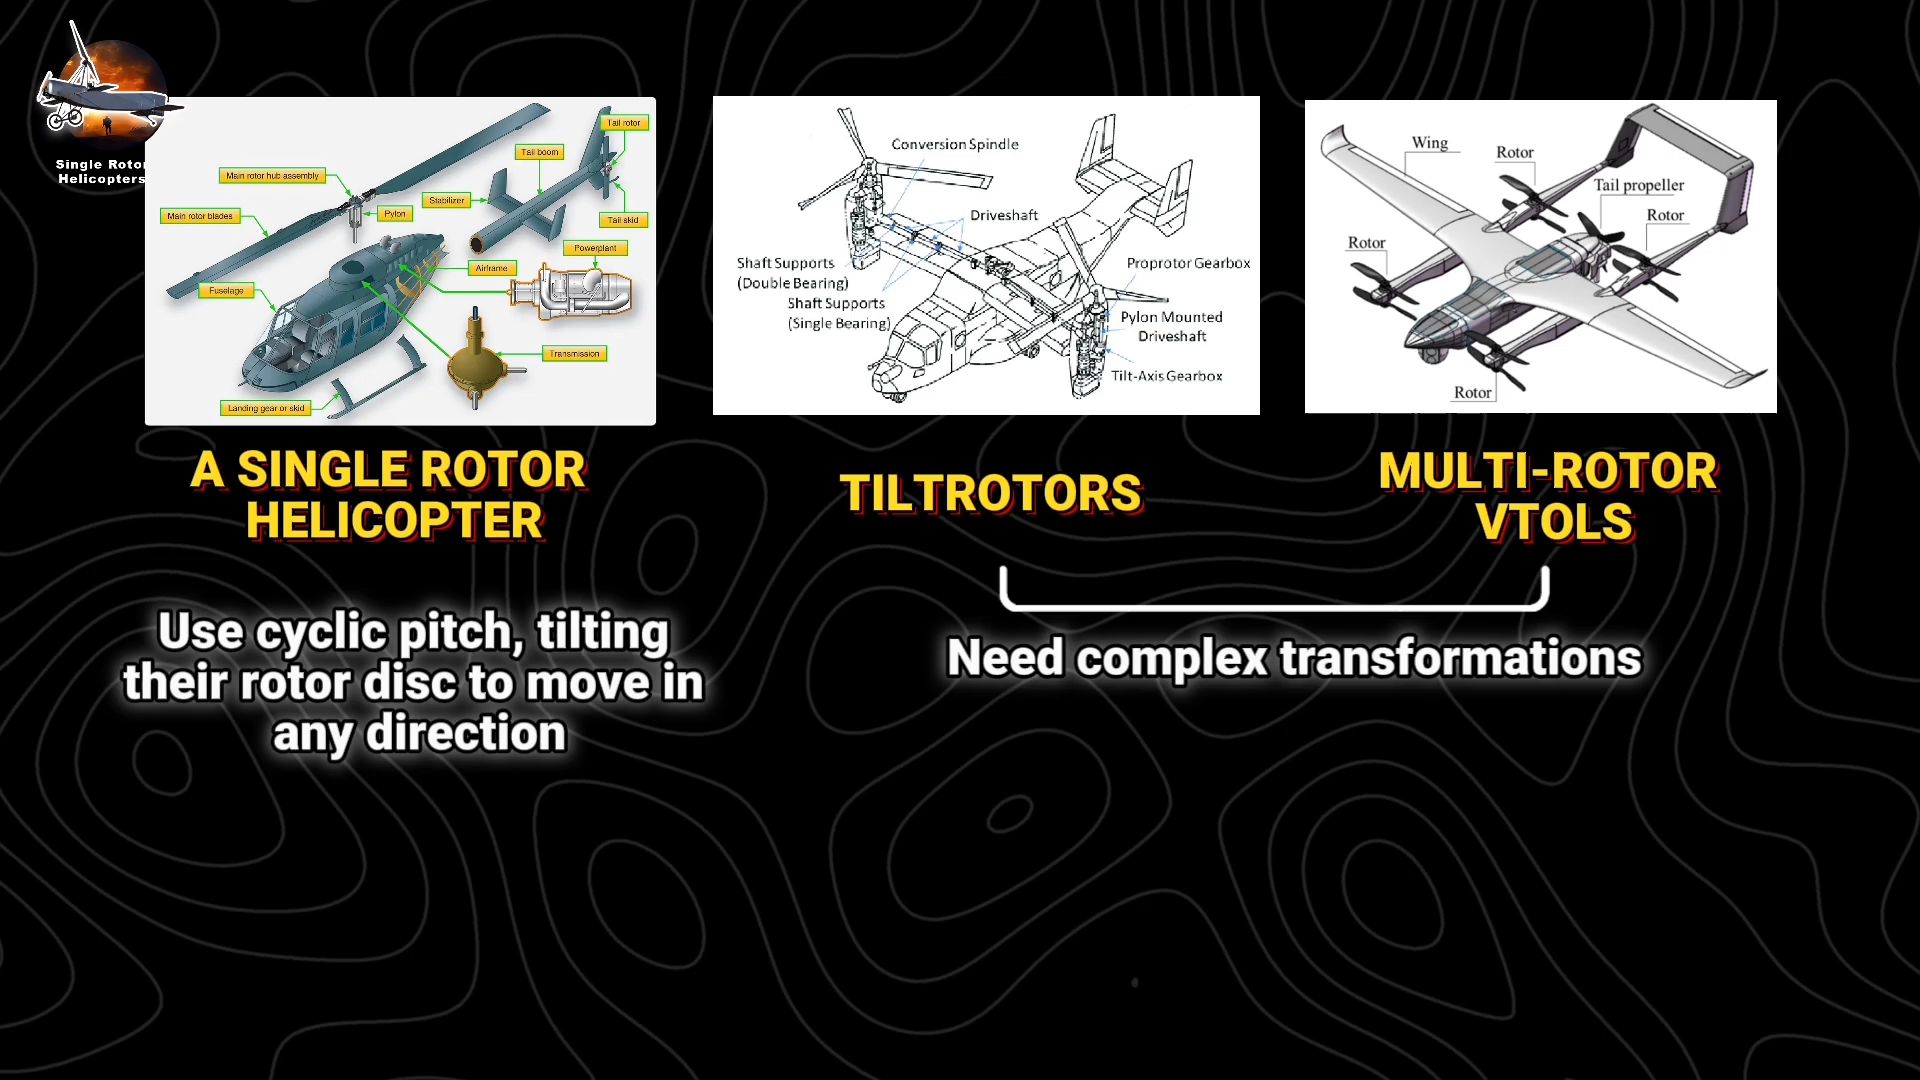 Single Rotor
Helicopters
Main rotor hub assembly
Main rotor blades
Pylon
Stabilizer
Tail boom
Tail rotor
Tail skid
Powerplant
Airframe
Fuselage
Transmission
Landing gear or skid
Conversion Spindle
Driveshaft
Shaft Supports
(Double Bearing)
Shaft Supports
(Single Bearing)
Proprotor Gearbox
Pylon Mounted
Driveshaft
Tilt-Axis Gearbox
Wing
Rotor
Tail propeller
Rotor
Rotor
Rotor
A SINGLE ROTOR
HELICOPTER
TILTROTORS
MULTI-ROTOR
VTOLS
Use cyclic pitch, tilting
their rotor disc to move in
any direction
Need complex transformations